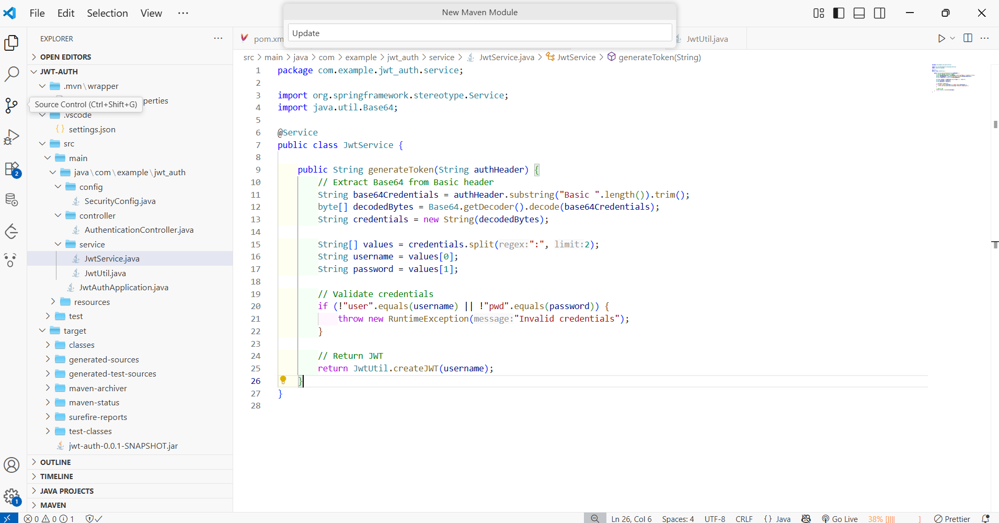 File Edit Selection View ···
New Maven Module
Update
EXPLORER
OPEN EDITORS
JWT-AUTH
.mvn\wrapper
perties
Source Control (Ctrl+Shift+G)
.vscode
{} settings.json
src
main
java\com\example\jwt_auth
config
SecurityConfig.java
controller
AuthenticationController.java
service
JwtService.java
JwtUtil.java
JwtAuthApplication.java
resources
test
target
classes
generated-sources
generated-test-sources
maven-archiver
maven-status
surefire-reports
test-classes
jwt-auth-0.0.1-SNAPSHOT.jar
OUTLINE
TIMELINE
JAVA PROJECTS
MAVEN
2
1
pom.xm
JwtUtil.java
src > main > java > com > example > jwt_auth > service > JwtService.java > JwtService > generateToken(String)
1 package com.example.jwt_auth.service;
2
3 import org.springframework.stereotype.Service;
4 import java.util.Base64;
5
6 @Service
7 public class JwtService {
8
9 public String generateToken(String authHeader) {
10 // Extract Base64 from Basic header
11 String base64Credentials = authHeader.substring("Basic ".length()).trim();
12 byte[] decodedBytes = Base64.getDecoder().decode(base64Credentials);
13 String credentials = new String(decodedBytes);
14
15 String[] values = credentials.split(regex:":", limit:2);
16 String username = values[0];
17 String password = values[1];
18
19 // Validate credentials
20 if (!"user".equals(username) || !"pwd".equals(password)) {
21 throw new RuntimeException(message:"Invalid credentials");
22 }
23
24 // Return JWT
25 return JwtUtil.createJWT(username);
26 }
27 }
28
0 0 1
Ln 26, Col 6 Spaces: 4 UTF-8 CRLF {} Java Go Live 38% [|||| ] Prettier